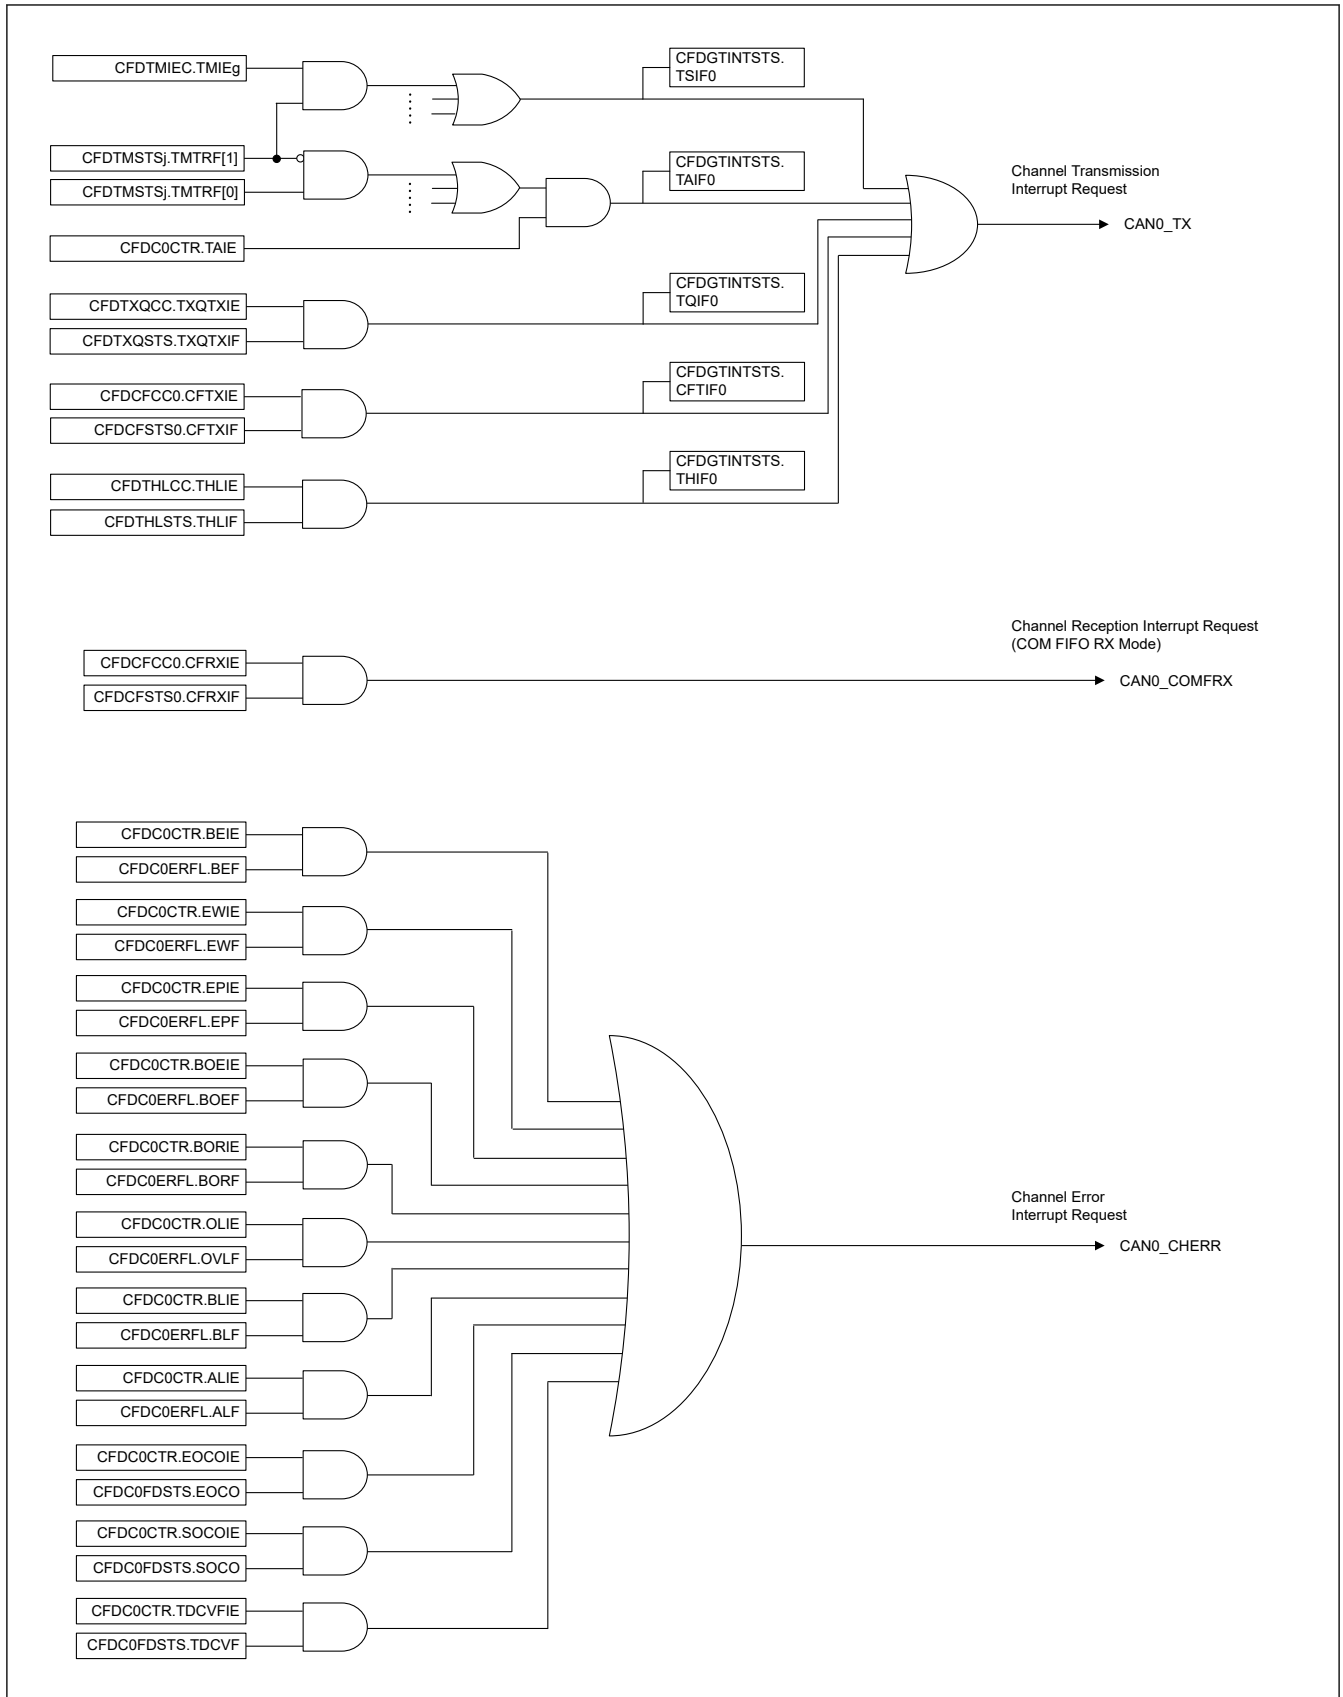 CFDTMIEC.TMIEg
CFDGTINTSTS.
TSIF0
CFDTMSTSj.TMTRF[1]
CFDTMSTSj.TMTRF[0]
CFDGTINTSTS.
TAIF0
CFDC0CTR.TAIE
Channel Transmission
Interrupt Request
CAN0_TX
CFDTXQCC.TXQTXIE
CFDTXQSTS.TXQTXIF
CFDGTINTSTS.
TQIF0
CFDCFCC0.CFTXIE
CFDCFSTS0.CFTXIF
CFDGTINTSTS.
CFTIF0
CFDTHLCC.THLIE
CFDTHLSTS.THLIF
CFDGTINTSTS.
THIF0
CFDCFCC0.CFRXIE
CFDCFSTS0.CFRXIF
Channel Reception Interrupt Request
(COM FIFO RX Mode)
CAN0_COMFRX
CFDC0CTR.BEIE
CFDC0ERFL.BEF
CFDC0CTR.EWIE
CFDC0ERFL.EWF
CFDC0CTR.EPIE
CFDC0ERFL.EPF
CFDC0CTR.BOEIE
CFDC0ERFL.BOEF
CFDC0CTR.BORIE
CFDC0ERFL.BORF
CFDC0CTR.OLIE
CFDC0ERFL.OVLF
Channel Error
Interrupt Request
CAN0_CHERR
CFDC0CTR.BLIE
CFDC0ERFL.BLF
CFDC0CTR.ALIE
CFDC0ERFL.ALF
CFDC0CTR.EOCOIE
CFDC0FDSTS.EOCO
CFDC0CTR.SOCOIE
CFDC0FDSTS.SOCO
CFDC0CTR.TDCVFIE
CFDC0FDSTS.TDCVF